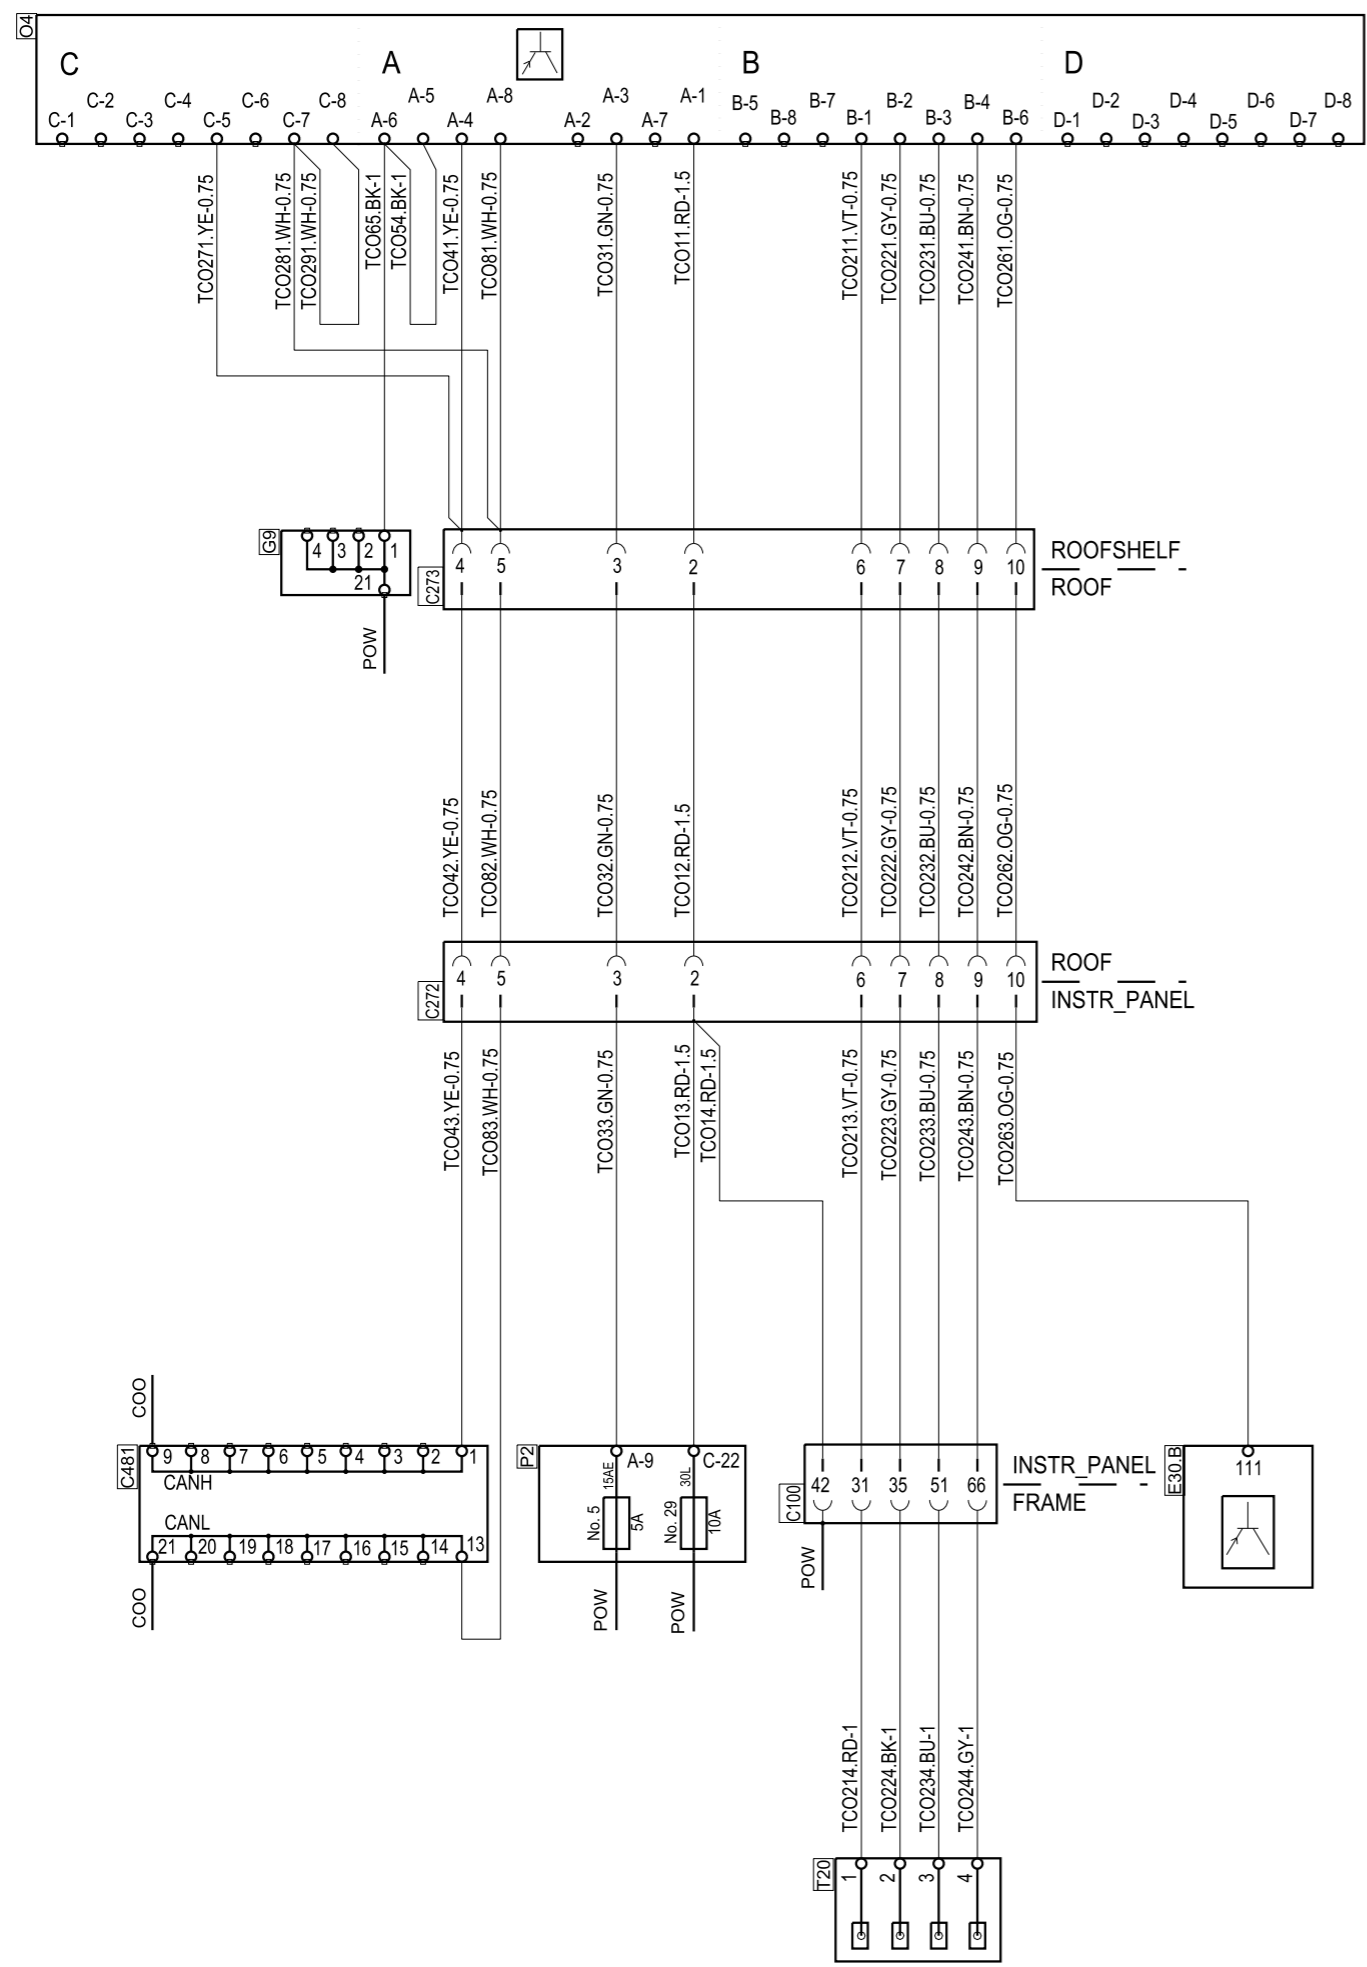 O4
C A B D
C-2 C-4 C-6 C-8 A-5 A-8 A-3 A-1 B-5 B-7 B-2 B-4 D-2 D-4 D-6 D-8
C-1 C-3 C-5 C-7 A-6 A-4 A-2 A-7 B-8 B-1 B-3 B-6 D-1 D-3 D-5 D-7
TCO271.YE-0.75
TCO281.WH-0.75
TCO291.WH-0.75
TCO65.BK-1
TCO54.BK-1
TCO41.YE-0.75
TCO81.WH-0.75
TCO31.GN-0.75
TCO11.RD-1.5
TCO211.VT-0.75
TCO221.GY-0.75
TCO231.BU-0.75
TCO241.BN-0.75
TCO261.OG-0.75
G9
4 3 2 1
21
POW
C273
4 5 3 2 6 7 8 9 10
ROOFSHELF
ROOF
TCO42.YE-0.75
TCO82.WH-0.75
TCO32.GN-0.75
TCO12.RD-1.5
TCO212.VT-0.75
TCO222.GY-0.75
TCO232.BU-0.75
TCO242.BN-0.75
TCO262.OG-0.75
C272
4 5 3 2 6 7 8 9 10
ROOF
INSTR_PANEL
TCO43.YE-0.75
TCO83.WH-0.75
TCO33.GN-0.75
TCO13.RD-1.5
TCO14.RD-1.5
TCO213.VT-0.75
TCO223.GY-0.75
TCO233.BU-0.75
TCO243.BN-0.75
TCO263.OG-0.75
COO
C481
9 8 7 6 5 4 3 2 1
CANH
CANL
21 20 19 18 17 16 15 14 13
COO
P2
A-9 C-22
15AE
30L
No. 5
5A
No. 29
10A
POW
POW
C100
42 31 35 51 66
INSTR_PANEL
FRAME
POW
E30.B
111
TCO214.RD-1
TCO224.BK-1
TCO234.BU-1
TCO244.GY-1
T20
1 2 3 4